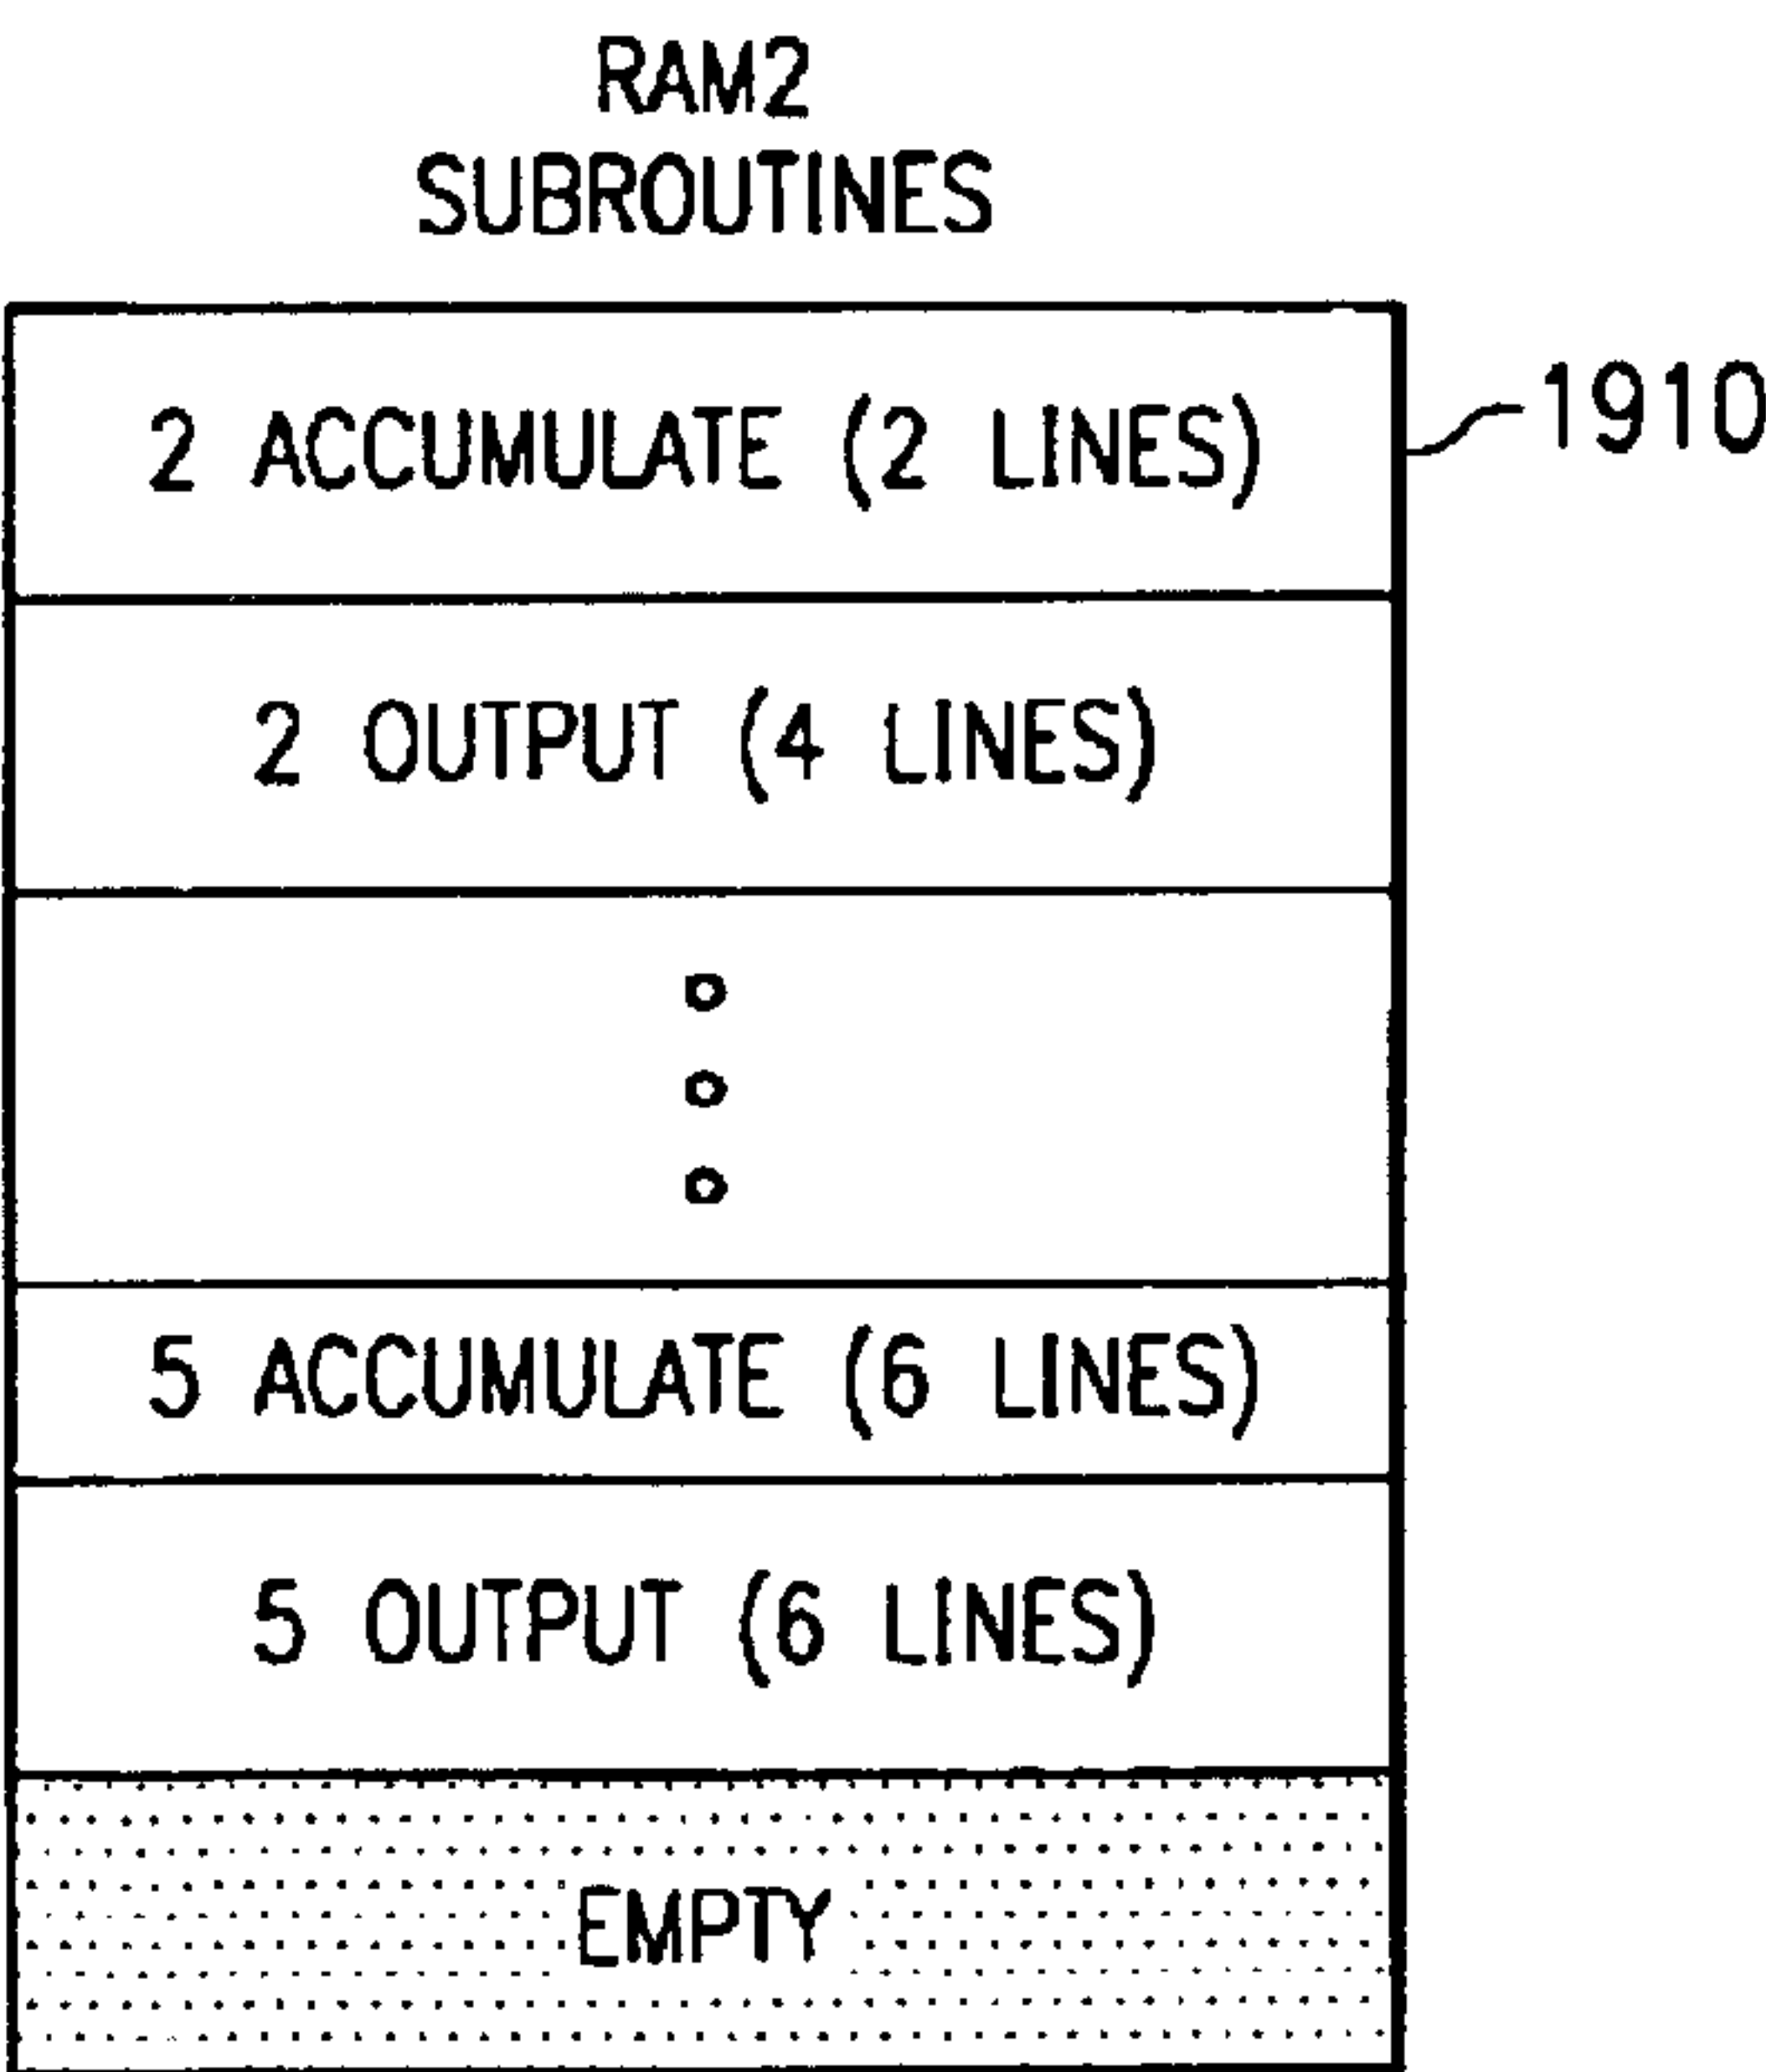 RAM2
SUBROUTINES
2 ACCUMULATE (2 LINES)
1910
2 OUTPUT (4 LINES)
5 ACCUMULATE (6 LINES)
5 OUTPUT (6 LINES)
EMPTY